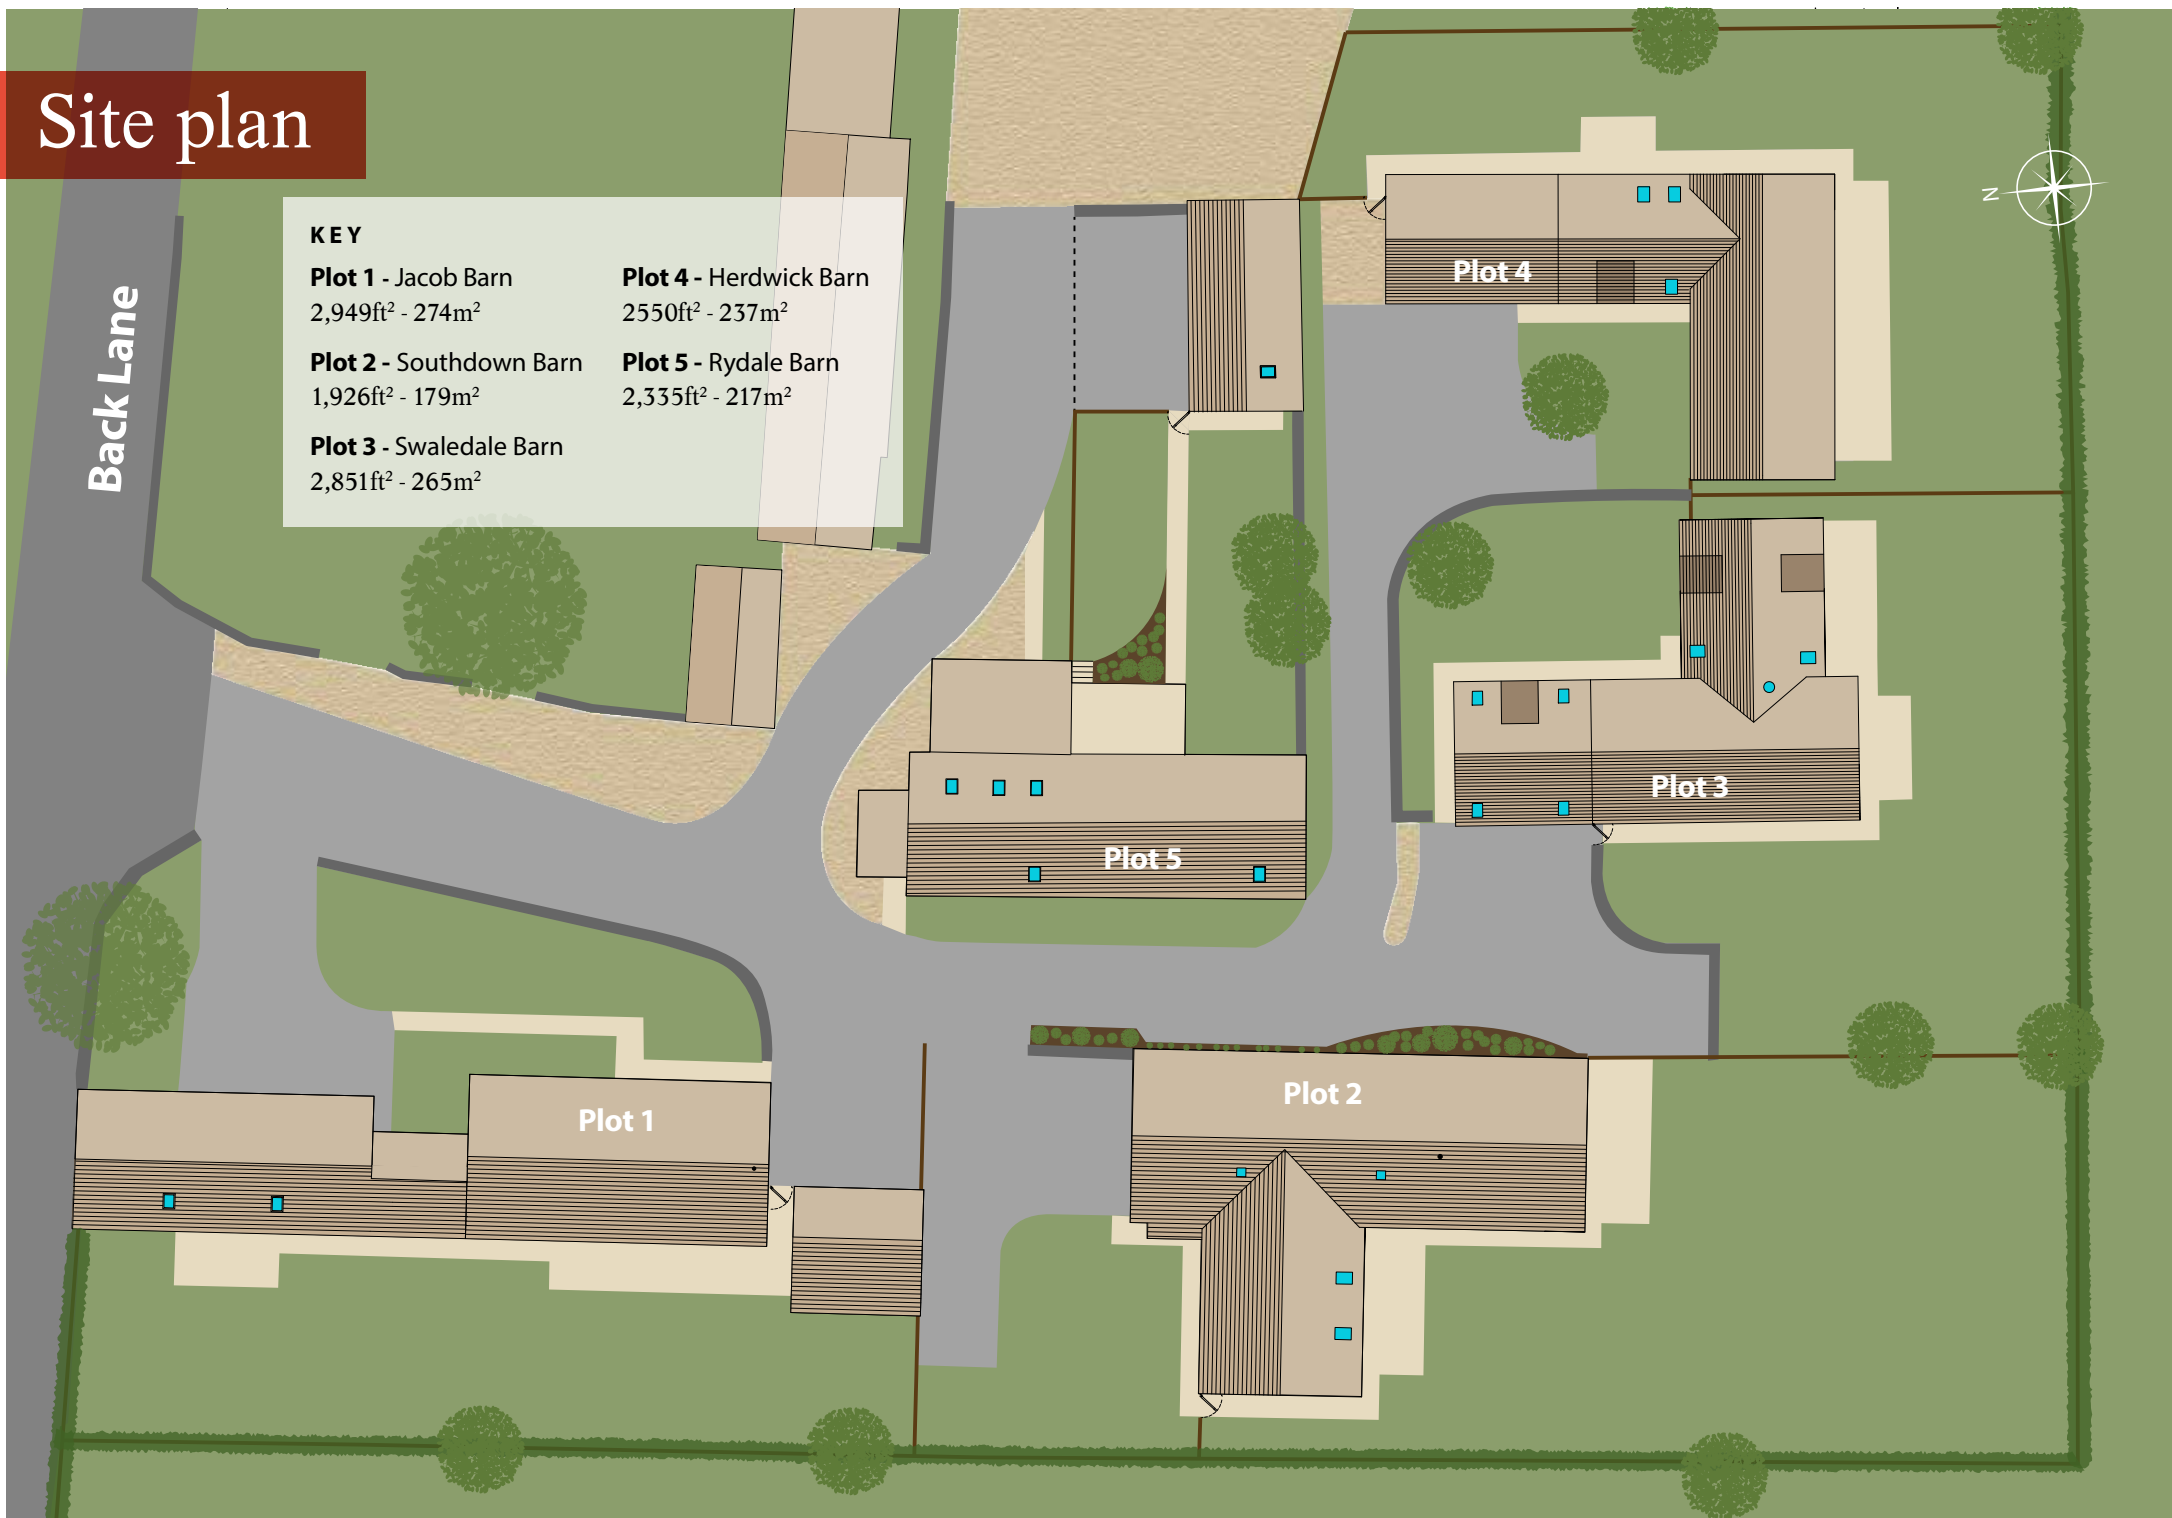 Site plan
KEY
Plot 1 - Jacob Barn
2,949ft² - 274m²
Plot 2 - Southdown Barn
1,926ft² - 179m²
Plot 3 - Swaledale Barn
2,851ft² - 265m²
Plot 4 - Herdwick Barn
2550ft² - 237m²
Plot 5 - Rydale Barn
2,335ft² - 217m²
Back Lane
N
Plot 4
Plot 3
Plot 5
Plot 2
Plot 1